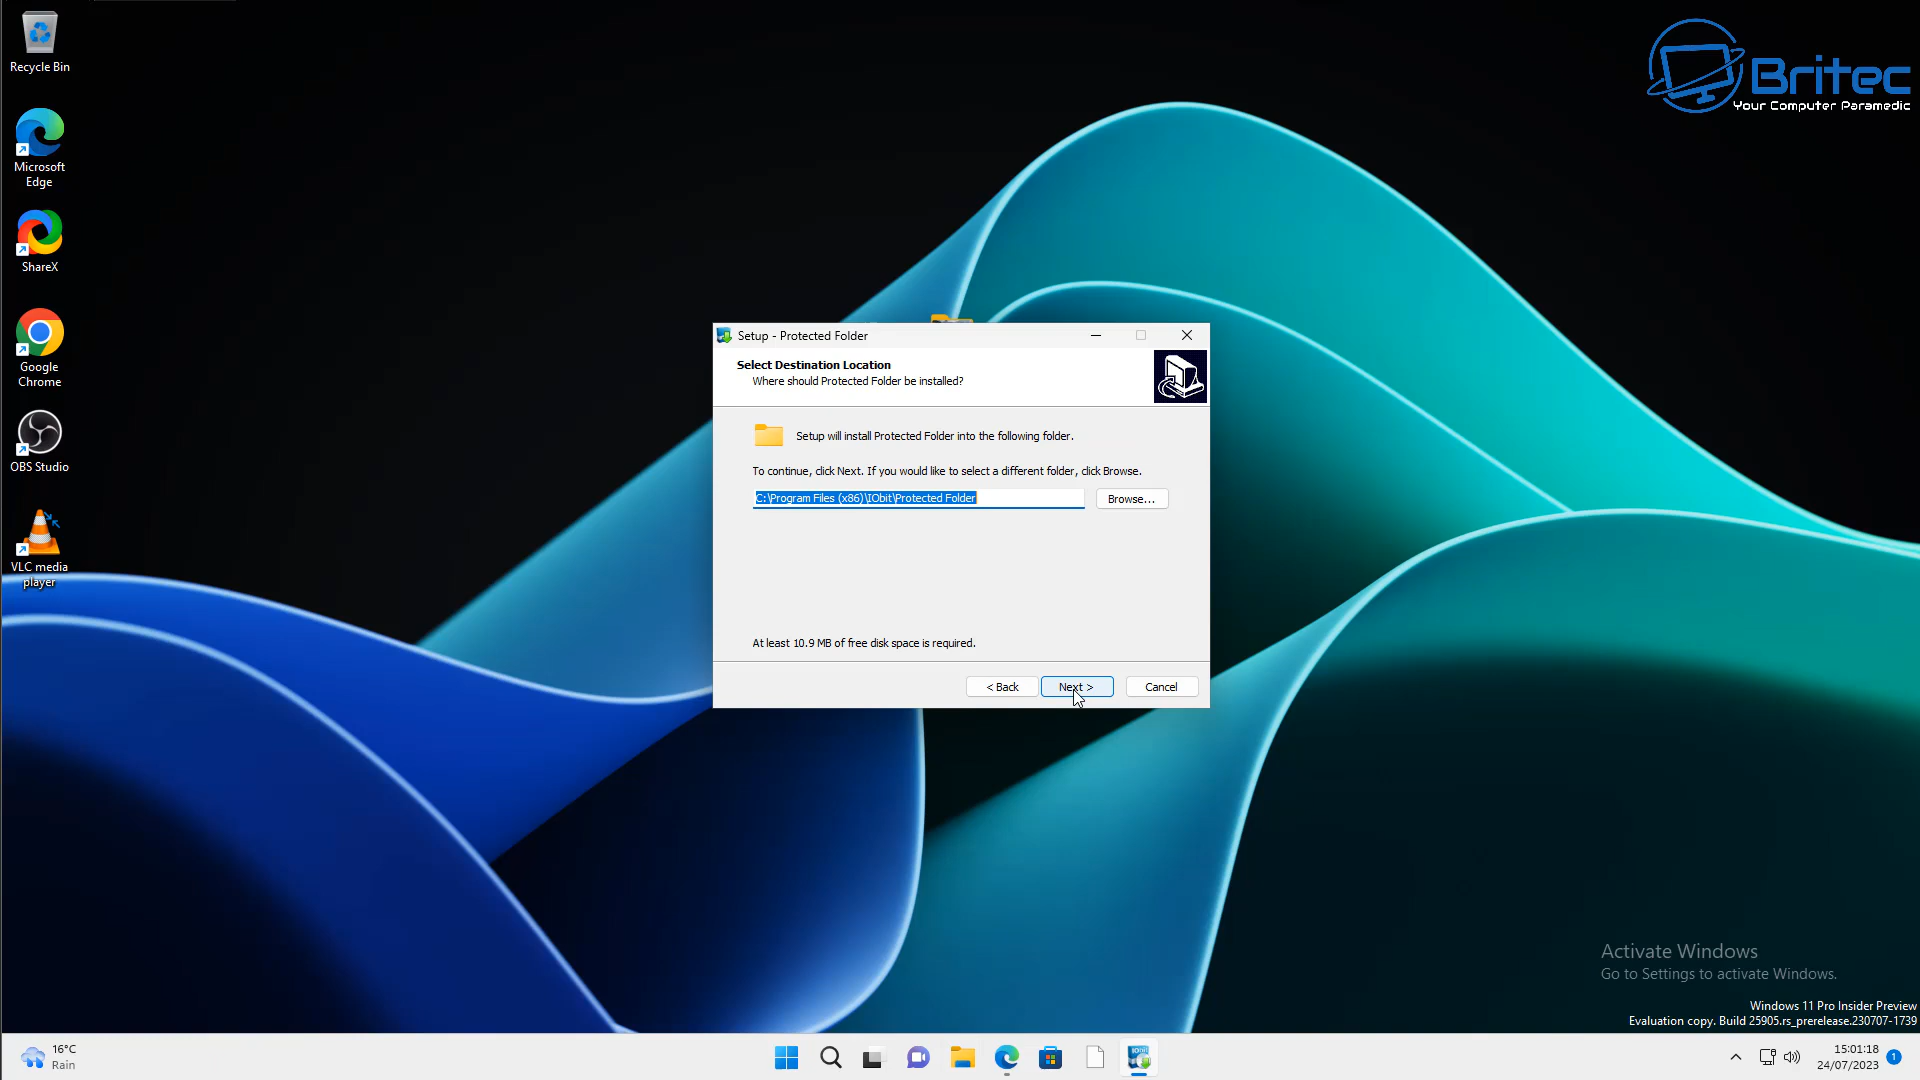 Recycle Bin
Microsoft
Edge
ShareX
Google
Chrome
OBS Studio
VLC media
player
Britec
Your Computer Paramedic
Setup - Protected Folder
Select Destination Location
Where should Protected Folder be installed?
Setup will install Protected Folder into the following folder.
To continue, click Next. If you would like to select a different folder, click Browse.
C:\Program Files (x86)\IObit\Protected Folder
Browse...
At least 10.9 MB of free disk space is required.
< Back
Next >
Cancel
Activate Windows
Go to Settings to activate Windows.
Windows 11 Pro Insider Preview
Evaluation copy. Build 25905.rs_prerelease.230707-1739
16°C
Rain
15:01:18
24/07/2023
1